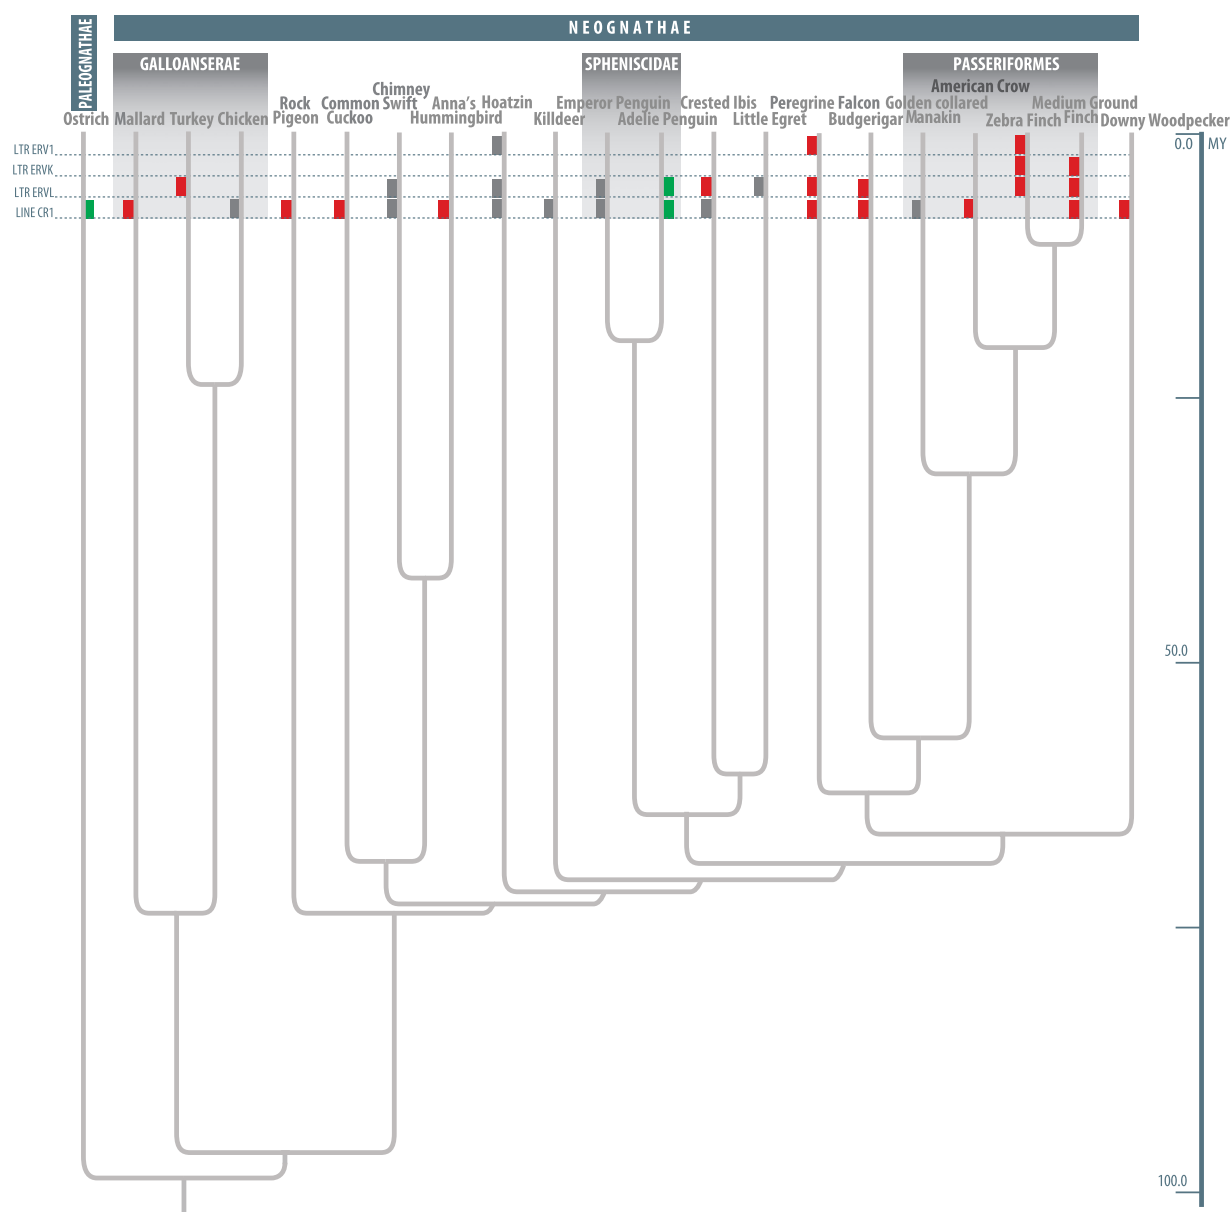 PALEOGNATHAE
NEOGNATHAE
GALLOANSERAE
SPHENISCIDAE
PASSERIFORMES
Ostrich
Mallard
Turkey
Chicken
Rock
Pigeon
Common
Cuckoo
Chimney
Swift
Anna's
Hummingbird
Hoatzin
Killdeer
Emperor Penguin
Adelie Penguin
Crested Ibis
Little Egret
Peregrine Falcon
Budgerigar
Golden collared
Manakin
American Crow
Zebra Finch
Medium Ground
Finch
Downy Woodpecker
LTR ERV1
LTR ERVK
LTR ERVL
LINE CR1
0.0
MY
50.0
100.0